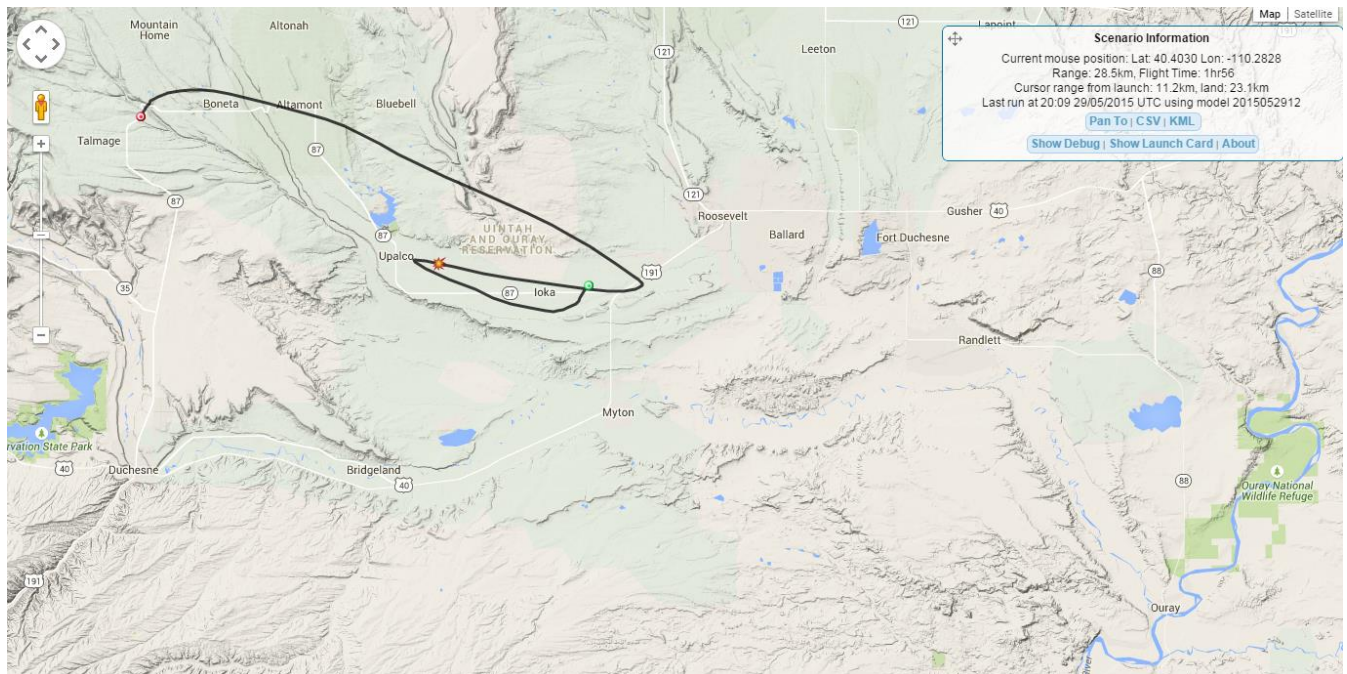 Map
Satellite
Scenario Information
Current mouse position: Lat: 40.4030 Lon: -110.2828
Range: 28.5km, Flight Time: 1hr56
Cursor range from launch: 11.2km, land: 23.1km
Last run at 20:09 29/05/2015 UTC using model 2015052912
Pan To | CSV | KML
Show Debug | Show Launch Card | About
Mountain
Home
Altonah
121
Lapoint
191
Leeton
121
Boneta
Altamont
Bluebell
Talmage
87
87
121
Roosevelt
Gusher
40
UINTAH
AND OURAY
RESERVATION
Ballard
Fort Duchesne
87
Upalco
191
88
35
87
Ioka
Randlett
Myton
rvation State Park
40
Duchesne
Bridgeland
40
88
Ouray National
Wildlife Refuge
191
Ouray